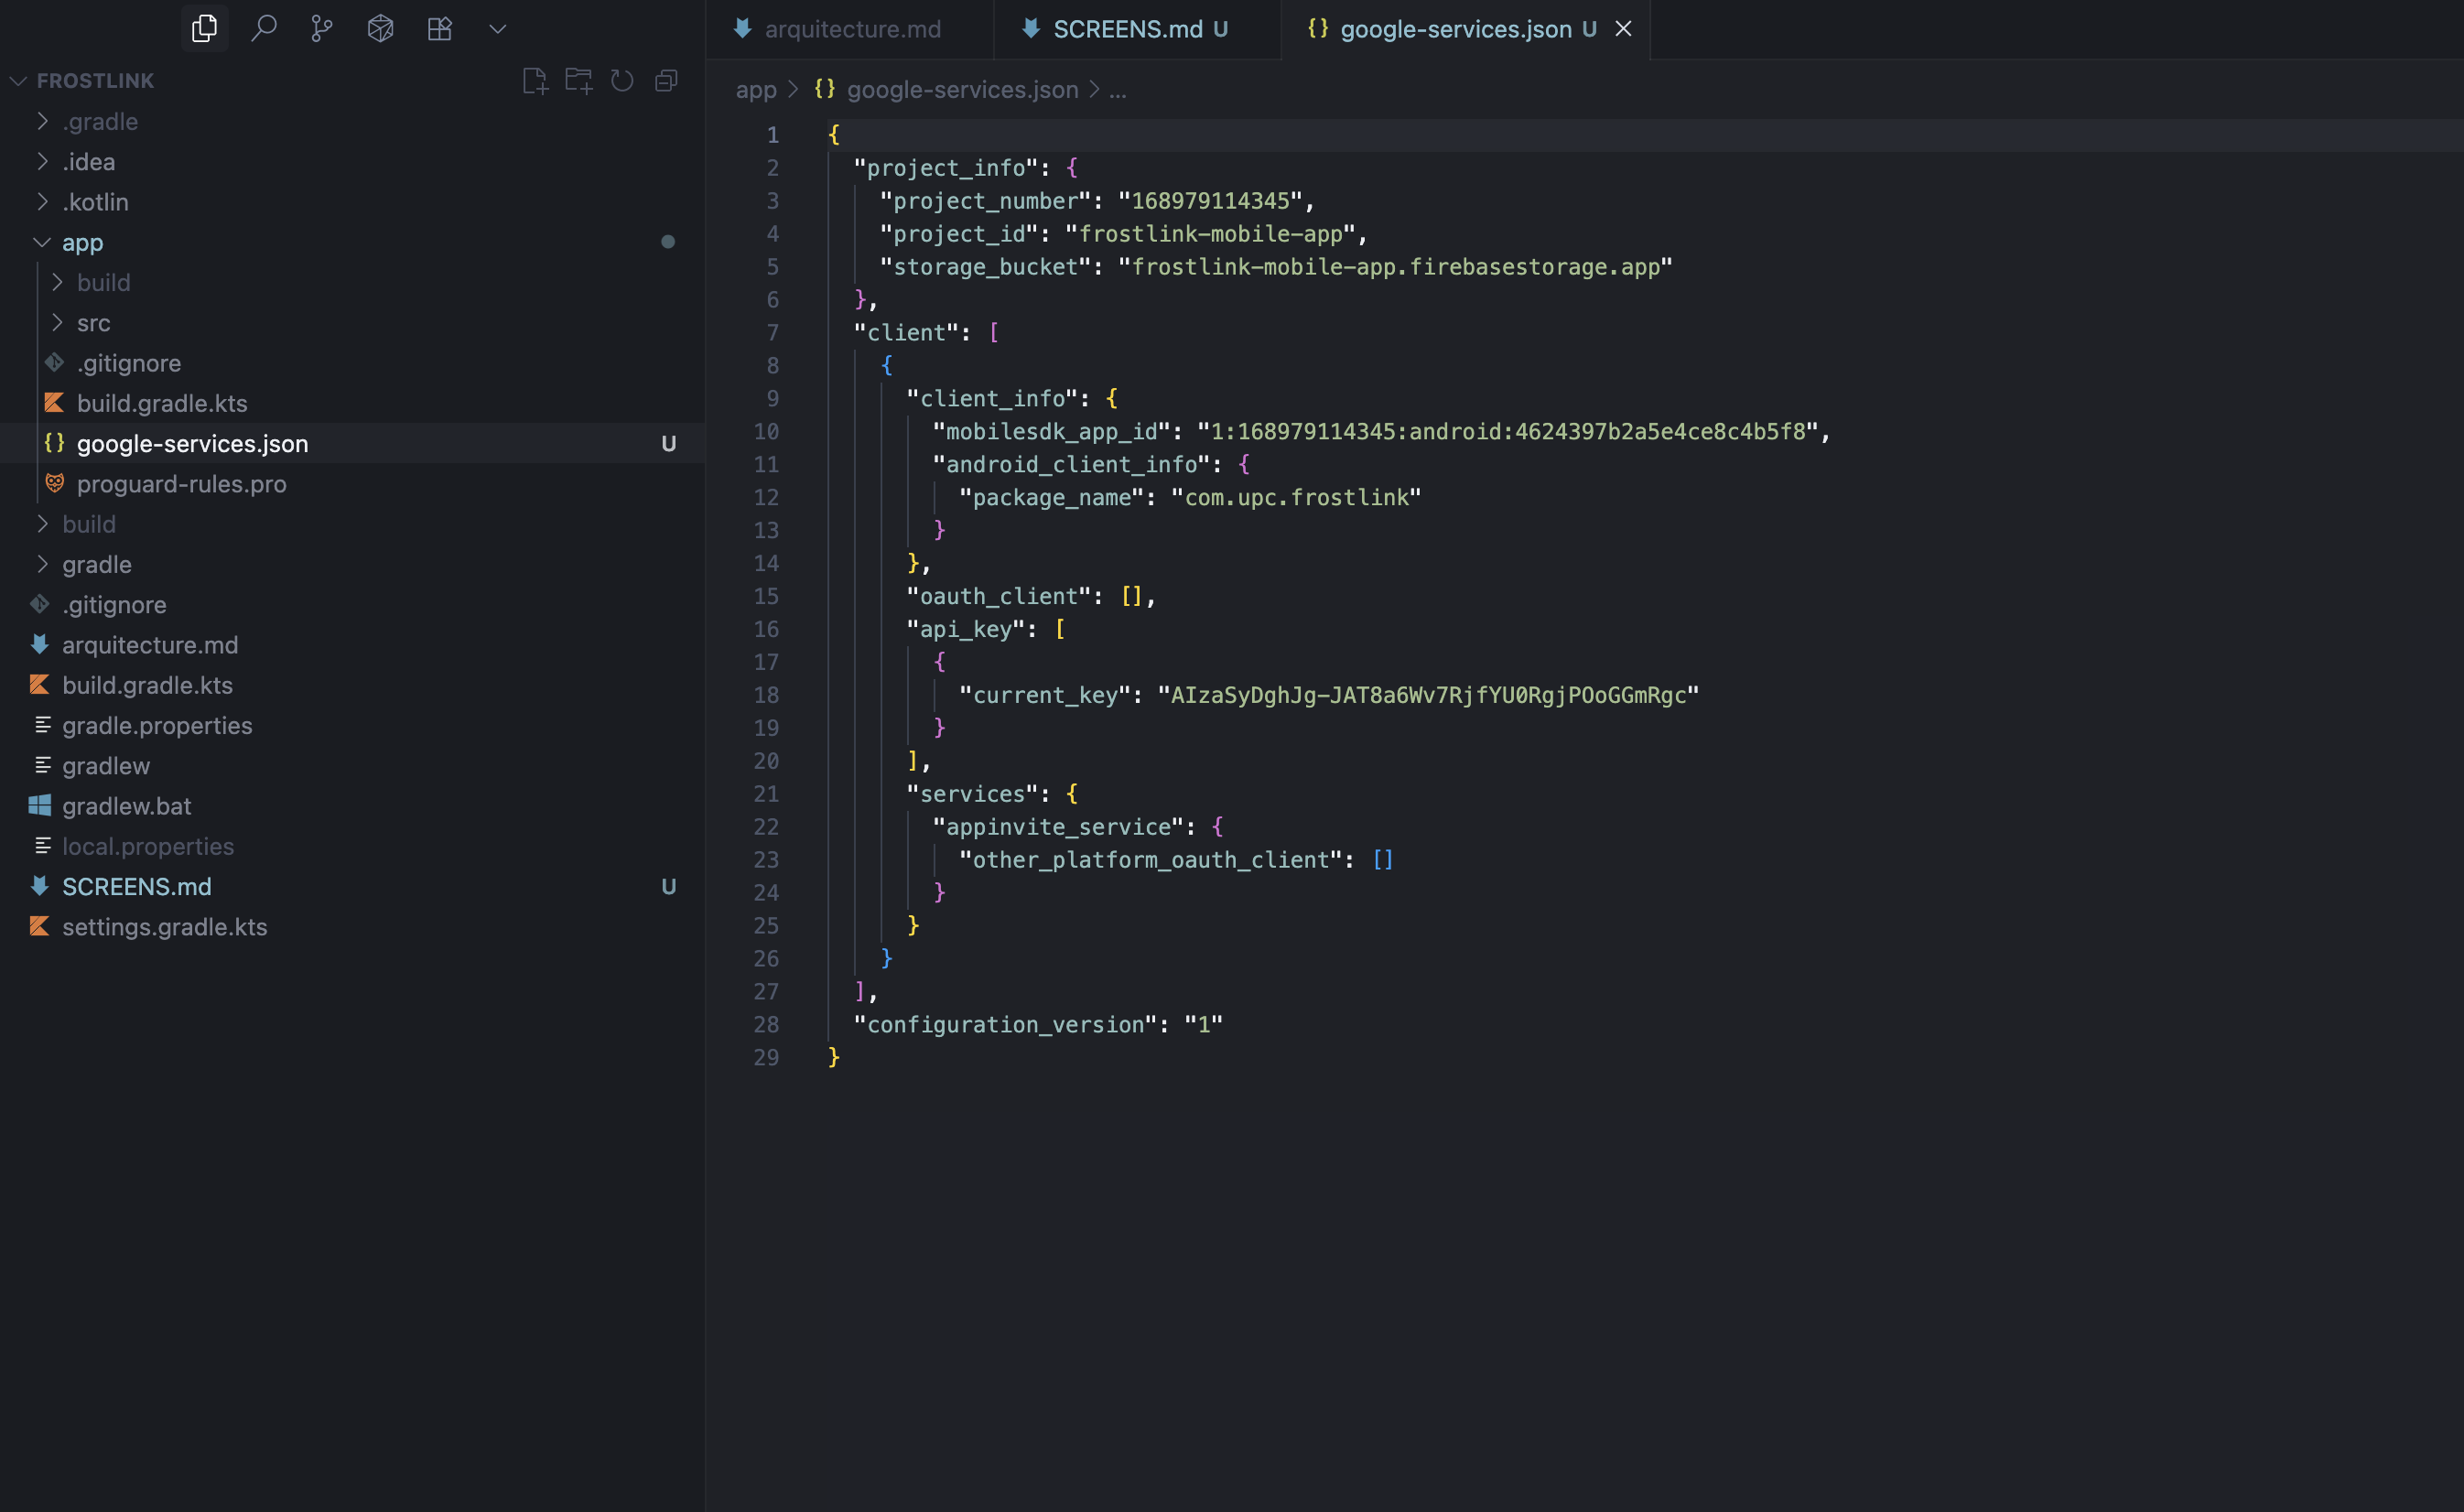 arquitecture.md
SCREENS.md U
{} google-services.json U
FROSTLINK
.gradle
.idea
.kotlin
app
build
src
.gitignore
build.gradle.kts
{} google-services.json U
proguard-rules.pro
build
gradle
.gitignore
arquitecture.md
build.gradle.kts
gradle.properties
gradlew
gradlew.bat
local.properties
SCREENS.md U
settings.gradle.kts
app > {} google-services.json > ...
1 {
2 "project_info": {
3 "project_number": "168979114345",
4 "project_id": "frostlink-mobile-app",
5 "storage_bucket": "frostlink-mobile-app.firebasestorage.app"
6 },
7 "client": [
8 {
9 "client_info": {
10 "mobilesdk_app_id": "1:168979114345:android:4624397b2a5e4ce8c4b5f8",
11 "android_client_info": {
12 "package_name": "com.upc.frostlink"
13 }
14 },
15 "oauth_client": [],
16 "api_key": [
17 {
18 "current_key": "AIzaSyDghJg-JAT8a6Wv7RjfYU0RgjPOoGGmRgc"
19 }
20 ],
21 "services": {
22 "appinvite_service": {
23 "other_platform_oauth_client": []
24 }
25 }
26 }
27 ],
28 "configuration_version": "1"
29 }